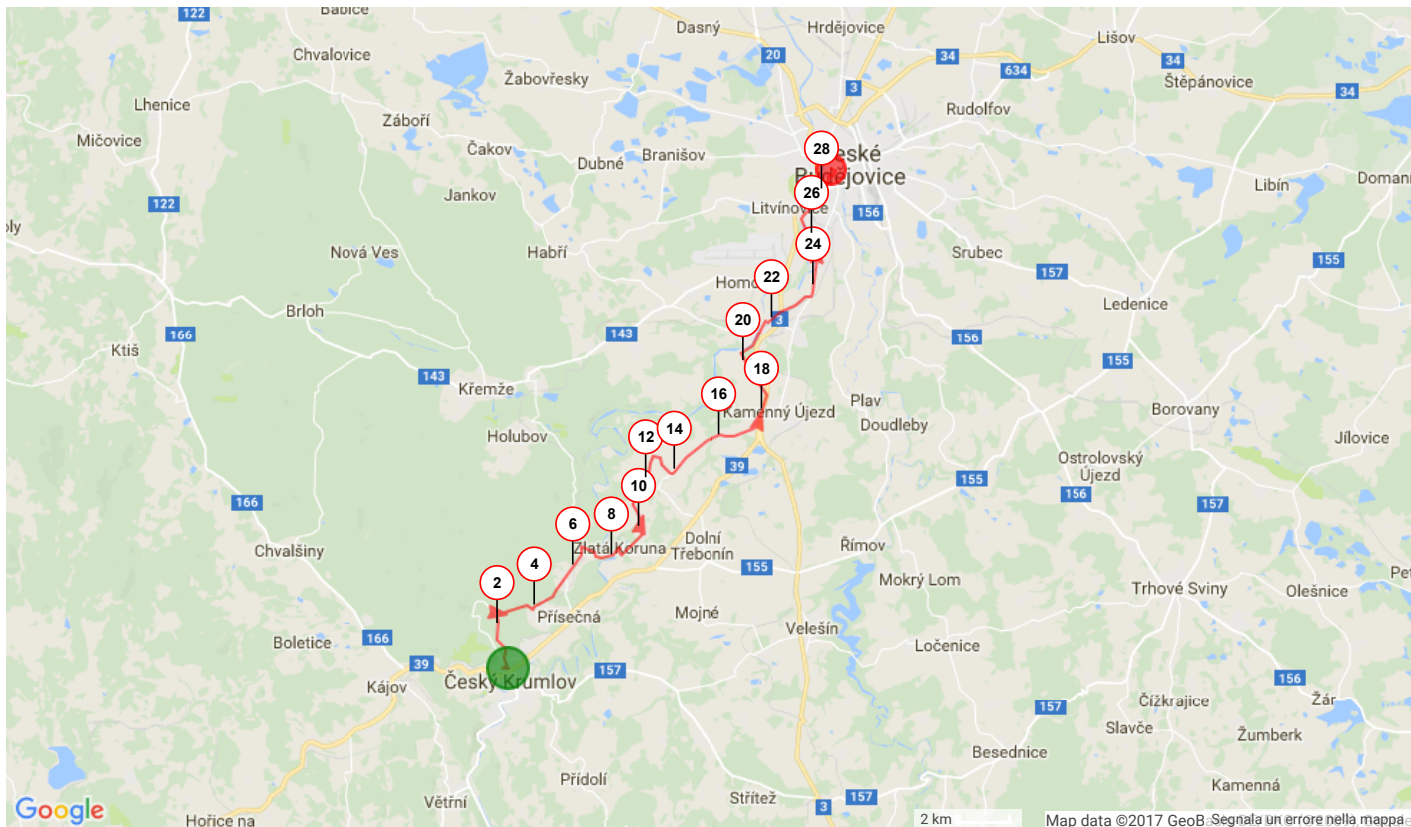 122
Babice
Dasný
Hrdějovice
Lišov
Chvalovice
20
34
34
634
Štěpánovice
Žabovřesky
3
34
Lhenice
Rudolfov
Záboří
Mičovice
Čakov
Dubné
Branišov
28
České
Budějovice
Libín
Jankov
26
122
Litvínovice
156
24
Nová Ves
Habří
Srubec
155
157
22
Homo
Ledenice
Brloh
20
3
166
143
156
Ktiš
155
18
143
Křemže
16
Plav
Borovany
Kamenný Újezd
Doudleby
12
14
Holubov
Jílovice
39
Ostrolovský
Újezd
155
10
156
157
166
8
6
Chvalšiny
Zlatá Koruna
Dolní
Třebonín
Římov
4
155
2
Mokrý Lom
Trhové Sviny
Olešnice
Přísečná
Mojné
Velešín
Boletice
166
Ločenice
39
157
Český Krumlov
156
Kájov
Čížkrajice
Žár
157
Slavče
Žumberk
Besednice
Přídolí
Kamenná
Střítež
157
Větřní
3
Google
Hořice na
2 km
Map data ©2017 GeoB
Segnala un errore nella mappa